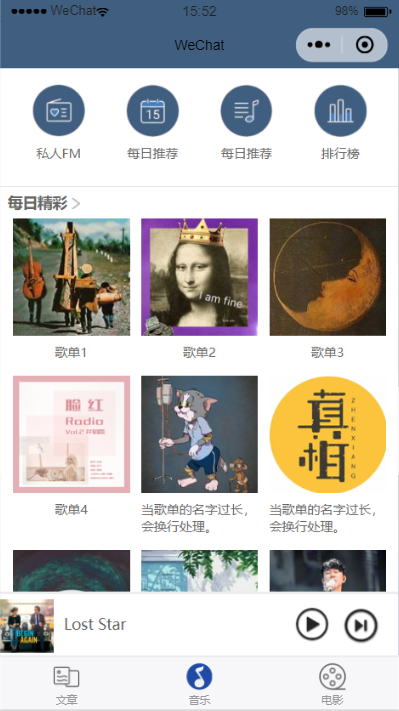 WeChat 15:52 98%
WeChat
私人FM 每日推荐 每日推荐 排行榜
15
每日精彩
i am fine
歌单1 歌单2 歌单3
脸红
Radio
真相
ZHENXIANG
歌单4 当歌单的名字过长，会换行处理。 当歌单的名字过长，会换行处理。
BEGIN AGAIN
Lost Star
文章 音乐 电影